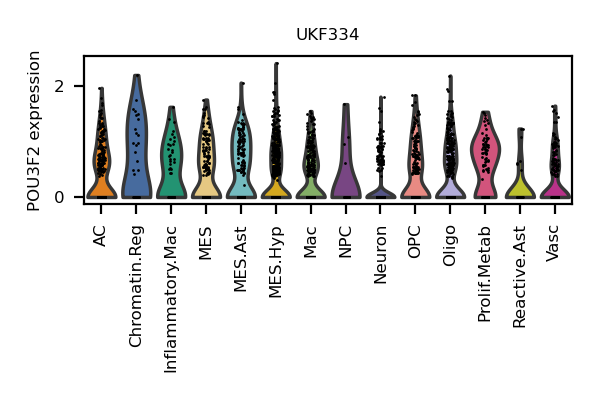 UKF334
POU3F2 expression
2
0
AC
Chromatin.Reg
Inflammatory.Mac
MES
MES.Ast
MES.Hyp
Mac
NPC
Neuron
OPC
Oligo
Prolif.Metab
Reactive.Ast
Vasc